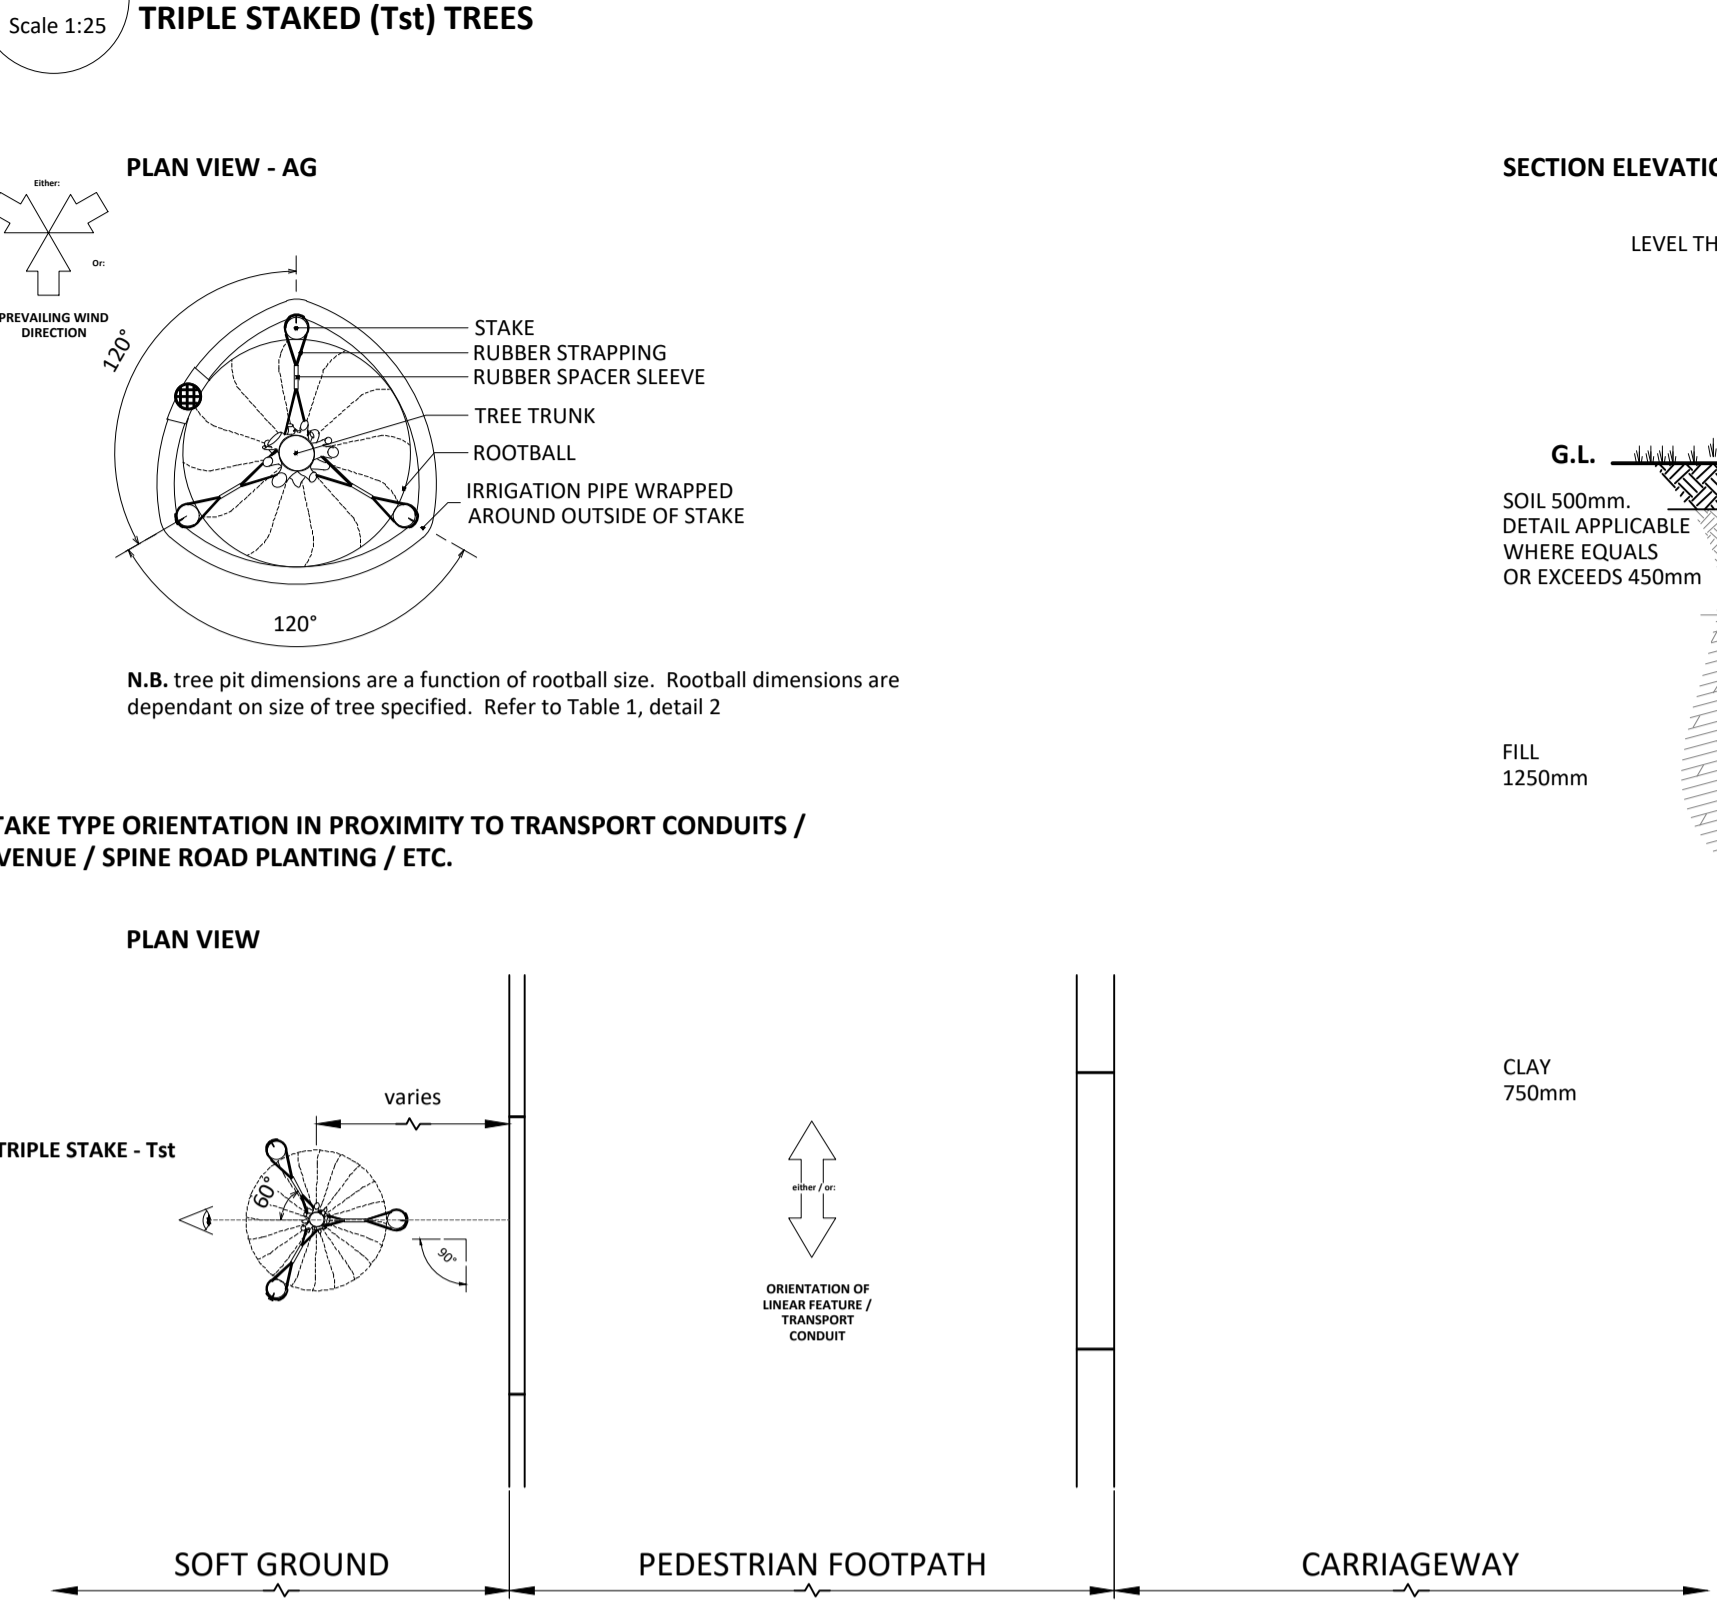 Scale 1:25
TRIPLE STAKED (Tst) TREES
PLAN VIEW - AG
Either:
Or:
PREVAILING WIND
DIRECTION
120°
STAKE
RUBBER STRAPPING
RUBBER SPACER SLEEVE
TREE TRUNK
ROOTBALL
IRRIGATION PIPE WRAPPED
AROUND OUTSIDE OF STAKE
120°
N.B. tree pit dimensions are a function of rootball size. Rootball dimensions are
dependant on size of tree specified. Refer to Table 1, detail 2
SECTION ELEVATIO
LEVEL TH
G.L.
SOIL 500mm.
DETAIL APPLICABLE
WHERE EQUALS
OR EXCEEDS 450mm
FILL
1250mm
CLAY
750mm
TAKE TYPE ORIENTATION IN PROXIMITY TO TRANSPORT CONDUITS /
VENUE / SPINE ROAD PLANTING / ETC.
PLAN VIEW
varies
TRIPLE STAKE - Tst
60°
90°
either / or:
ORIENTATION OF
LINEAR FEATURE /
TRANSPORT
CONDUIT
SOFT GROUND
PEDESTRIAN FOOTPATH
CARRIAGEWAY